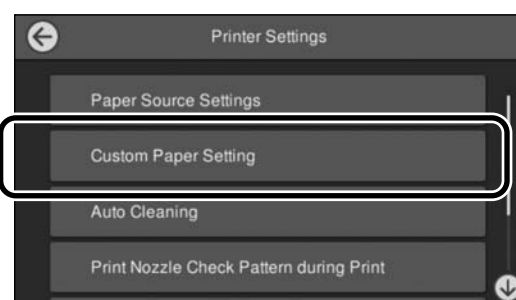 Printer Settings
Paper Source Settings
Custom Paper Setting
Auto Cleaning
Print Nozzle Check Pattern during Print